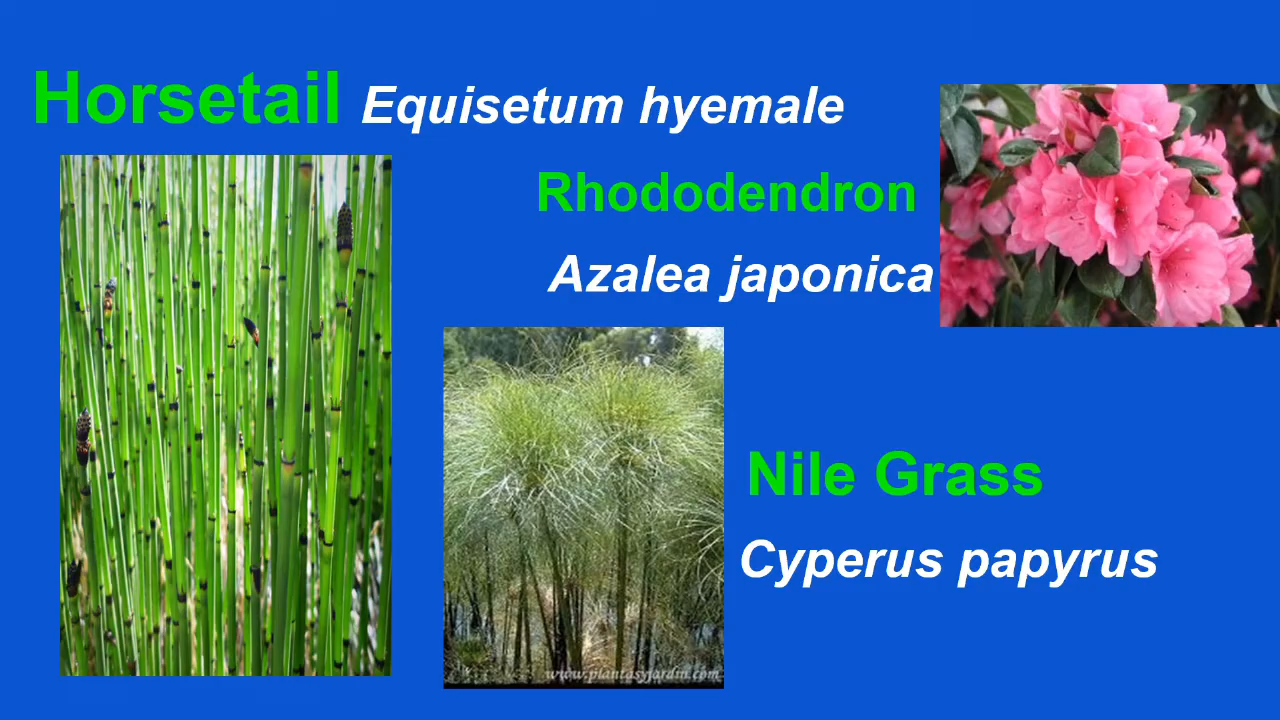 Horsetail Equisetum hyemale
Rhododendron
Azalea japonica
Nile Grass
Cyperus papyrus
www.plantasyjardin.com